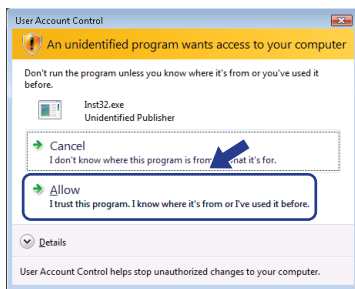 User Account Control
An unidentified program wants access to your computer
Don't run the program unless you know where it's from or you've used it
before.
Inst32.exe
Unidentified Publisher
Cancel
I don't know where this program is from hat it's for.
Allow
I trust this program. I know where it's from or I've used it before.
Details
User Account Control helps stop unauthorized changes to your computer.